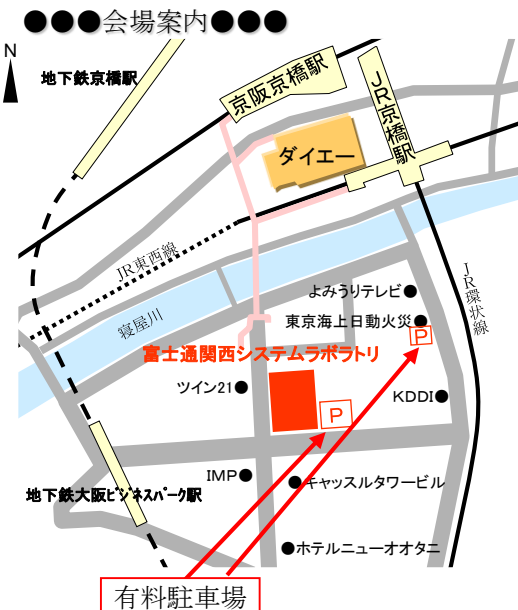 ●●●会場案内●●●
N
地下鉄京橋駅
京阪京橋駅
JR京橋駅
ダイエー
JR東西線
寝屋川
JR環状線
よみうりテレビ●
東京海上日動火災●
P
富士通関西システムラボラトリ
ツイン21●
KDDI●
P
IMP●
●キャッスルタワービル
地下鉄大阪ビジネスパーク駅
●ホテルニューオオタニ
有料駐車場